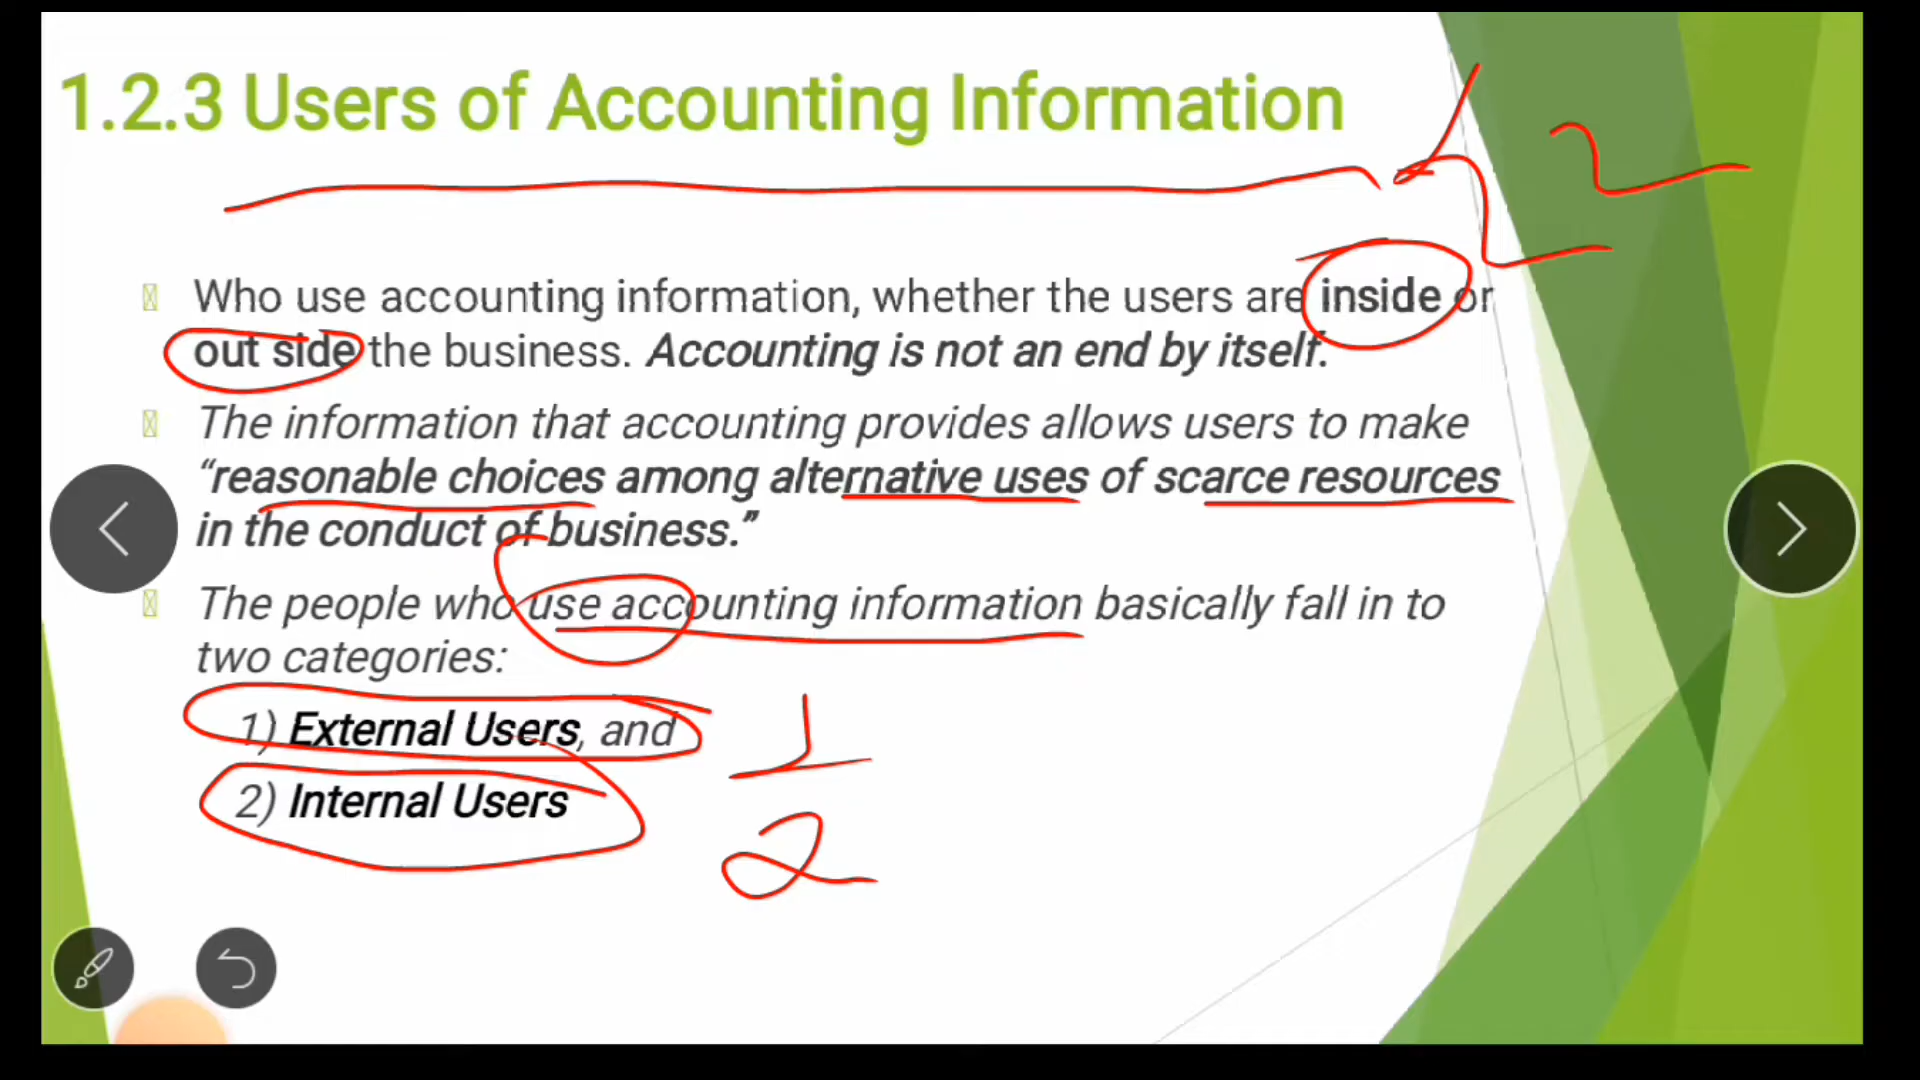 1.2.3 Users of Accounting Information
Who use accounting information, whether the users are inside or
out side the business. Accounting is not an end by itself.
The information that accounting provides allows users to make
“reasonable choices among alternative uses of scarce resources
in the conduct of business.”
The people who use accounting information basically fall in to
two categories:
1) External Users, and
1
2) Internal Users
2